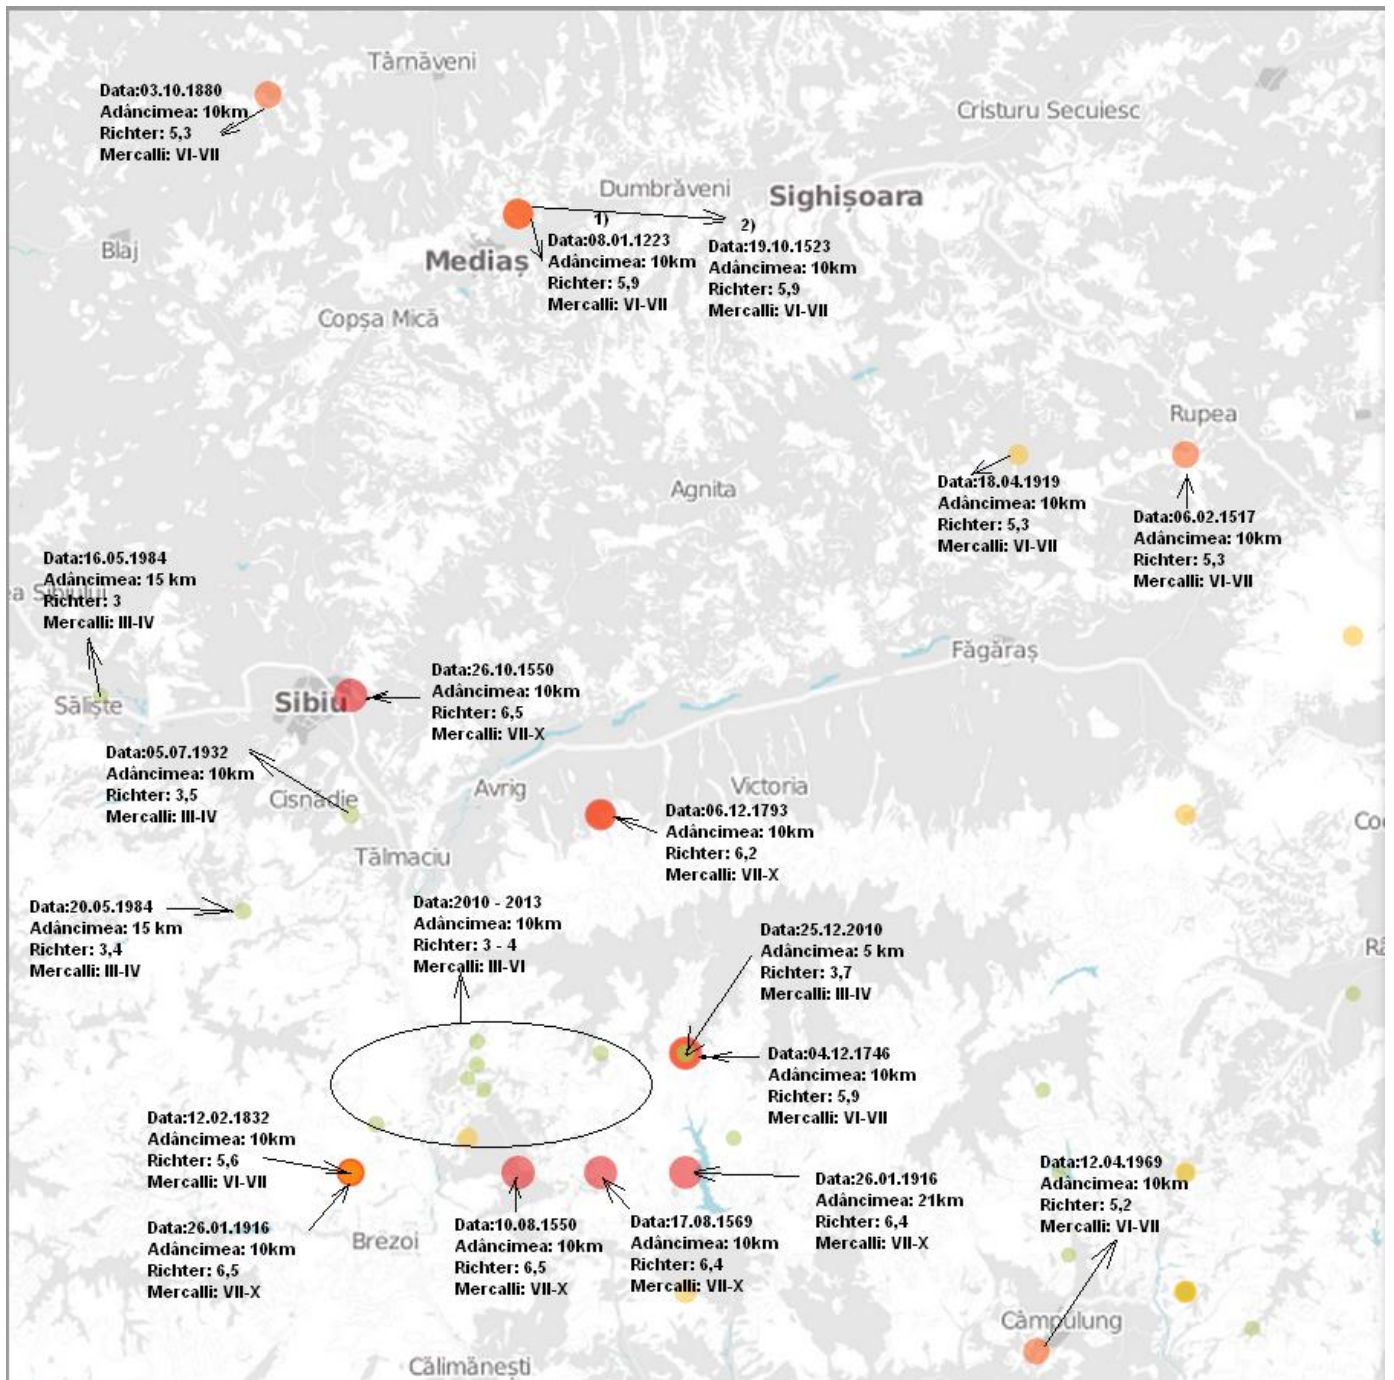 Târnăveni
Data:03.10.1880
Adâncimea: 10km
Richter: 5,3
Mercalli: VI-VII
Cristuru Secuiesc
Dumbrăveni
Sighișoara
Blaj
Mediaș
1)
Data:08.01.1223
Adâncimea: 10km
Richter: 5,9
Mercalli: VI-VII
2)
Data:19.10.1523
Adâncimea: 10km
Richter: 5,9
Mercalli: VI-VII
Copșa Mică
Rupea
Agnita
Data:18.04.1919
Adâncimea: 10km
Richter: 5,3
Mercalli: VI-VII
Data:06.02.1517
Adâncimea: 10km
Richter: 5,3
Mercalli: VI-VII
Data:16.05.1984
Adâncimea: 15 km
ea Sibiului
Richter: 3
Mercalli: III-IV
Făgăraș
Săliște
Sibiu
Data:26.10.1550
Adâncimea: 10km
Richter: 6,5
Mercalli: VII-X
Data:05.07.1932
Adâncimea: 10km
Richter: 3,5
Mercalli: III-IV
Cisnadie
Avrig
Victoria
Data:06.12.1793
Adâncimea: 10km
Richter: 6,2
Mercalli: VII-X
Tălmaciu
Data:20.05.1984
Adâncimea: 15 km
Richter: 3,4
Mercalli: III-IV
Data:2010 - 2013
Adâncimea: 10km
Richter: 3 - 4
Mercalli: III-VI
Data:25.12.2010
Adâncimea: 5 km
Richter: 3,7
Mercalli: III-IV
Data:04.12.1746
Adâncimea: 10km
Richter: 5,9
Mercalli: VI-VII
Data:12.02.1832
Adâncimea: 10km
Richter: 5,6
Mercalli: VI-VII
Data:26.01.1916
Adâncimea: 10km
Richter: 6,5
Mercalli: VII-X
Brezoi
Data:10.08.1550
Adâncimea: 10km
Richter: 6,5
Mercalli: VII-X
Data:17.08.1569
Adâncimea: 10km
Richter: 6,4
Mercalli: VII-X
Data:26.01.1916
Adâncimea: 21km
Richter: 6,4
Mercalli: VII-X
Data:12.04.1969
Adâncimea: 10km
Richter: 5,2
Mercalli: VI-VII
Câmpulung
Călimănești